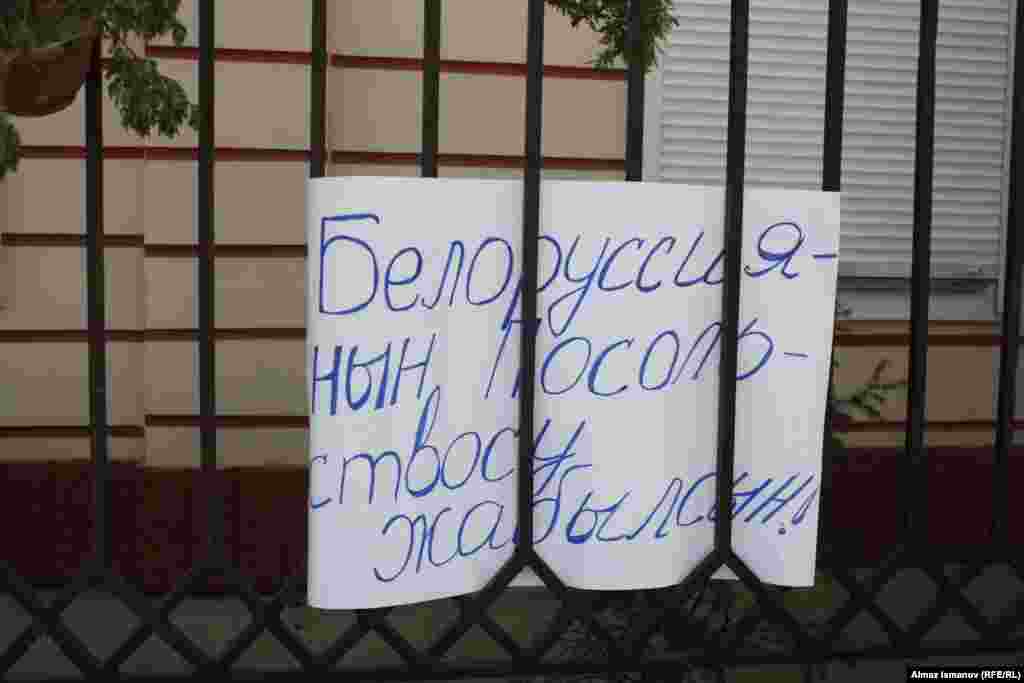 Белоруссия-
нын Посоль-
ствосу
жабылсын!
Almaz Ismanov (RFE/RL)